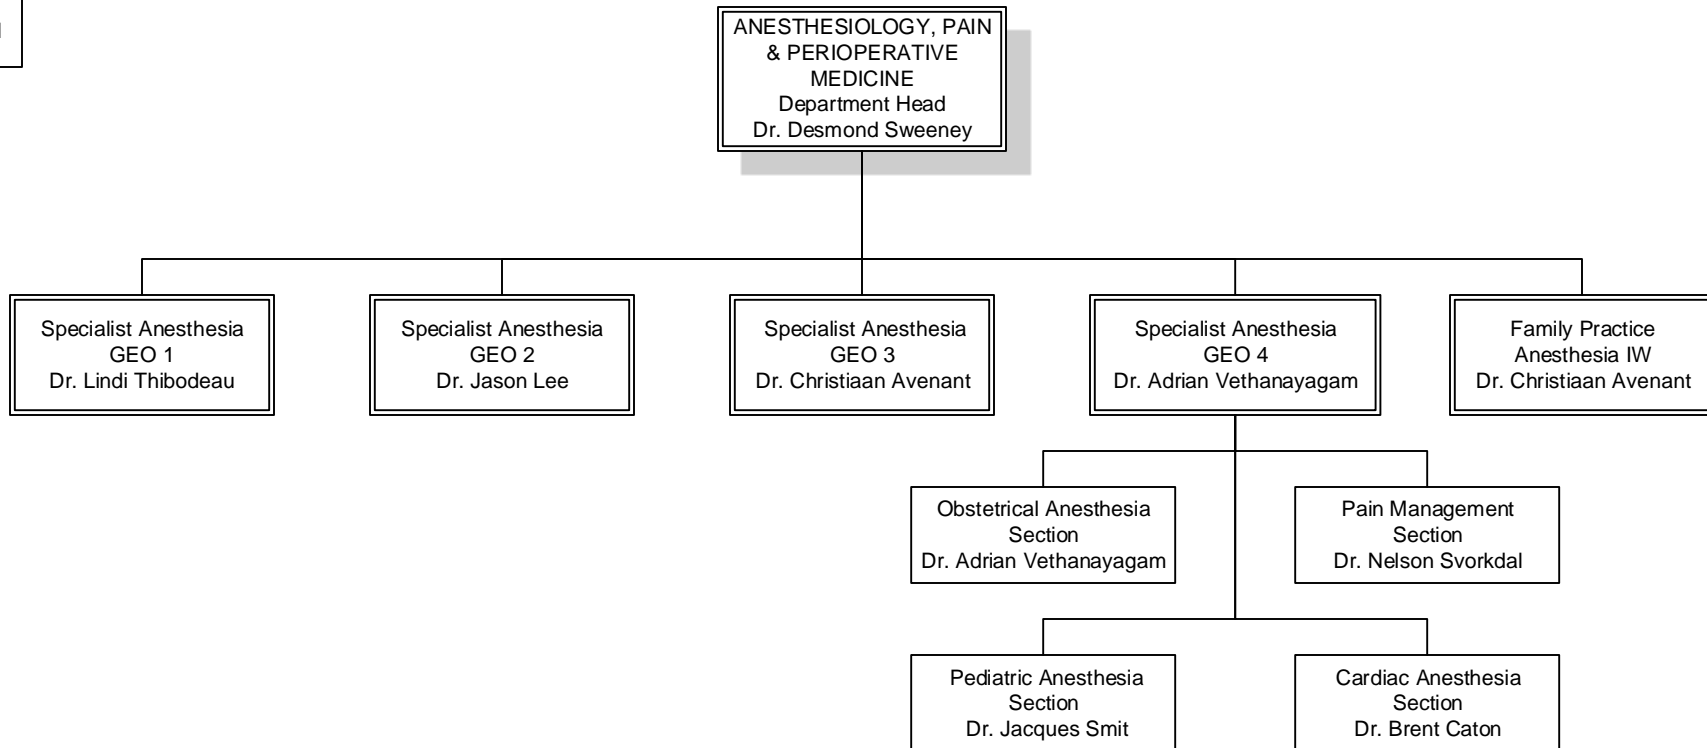 ANESTHESIOLOGY, PAIN
& PERIOPERATIVE
MEDICINE
Department Head
Dr. Desmond Sweeney
Specialist Anesthesia
GEO 1
Dr. Lindi Thibodeau
Specialist Anesthesia
GEO 2
Dr. Jason Lee
Specialist Anesthesia
GEO 3
Dr. Christiaan Avenant
Specialist Anesthesia
GEO 4
Dr. Adrian Vethanayagam
Family Practice
Anesthesia IW
Dr. Christiaan Avenant
Obstetrical Anesthesia
Section
Dr. Adrian Vethanayagam
Pain Management
Section
Dr. Nelson Svorkdal
Pediatric Anesthesia
Section
Dr. Jacques Smit
Cardiac Anesthesia
Section
Dr. Brent Caton